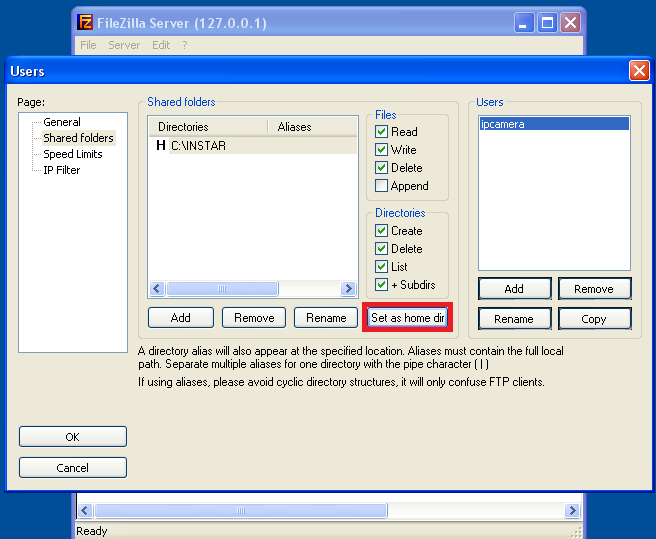 FileZilla Server (127.0.0.1)
File Server Edit ?
Users
Page:
General
Shared folders
Speed Limits
IP Filter
Shared folders
Directories Aliases
H C:\INSTAR
Files
Read
Write
Delete
Append
Directories
Create
Delete
List
+ Subdirs
Add Remove Rename Set as home dir
Users
ipcamera
Add Remove
Rename Copy
A directory alias will also appear at the specified location. Aliases must contain the full local
path. Separate multiple aliases for one directory with the pipe character ( | )
If using aliases, please avoid cyclic directory structures, it will only confuse FTP clients.
OK
Cancel
Ready